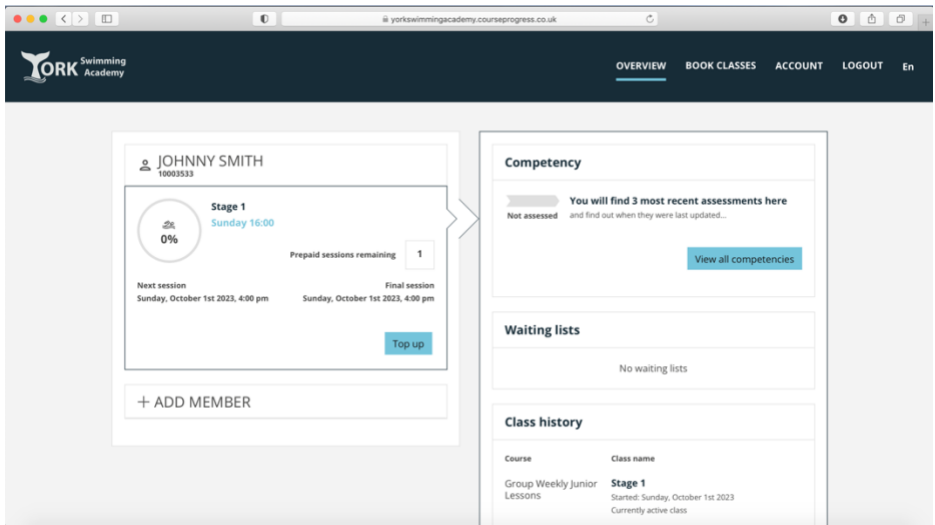 yorkswimmingacademy.courseprogress.co.uk
YORK Swimming Academy
OVERVIEW BOOK CLASSES ACCOUNT LOGOUT En
JOHNNY SMITH
10003533
0%
Stage 1
Sunday 16:00
Prepaid sessions remaining 1
Next session Final session
Sunday, October 1st 2023, 4:00 pm Sunday, October 1st 2023, 4:00 pm
Top up
+ ADD MEMBER
Competency
Not assessed
You will find 3 most recent assessments here
and find out when they were last updated...
View all competencies
Waiting lists
No waiting lists
Class history
Course Class name
Group Weekly Junior Lessons
Stage 1
Started: Sunday, October 1st 2023
Currently active class